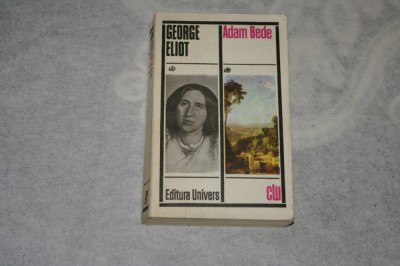 GEORGE
ELIOT
Adam Bede
Editura Univers
clu